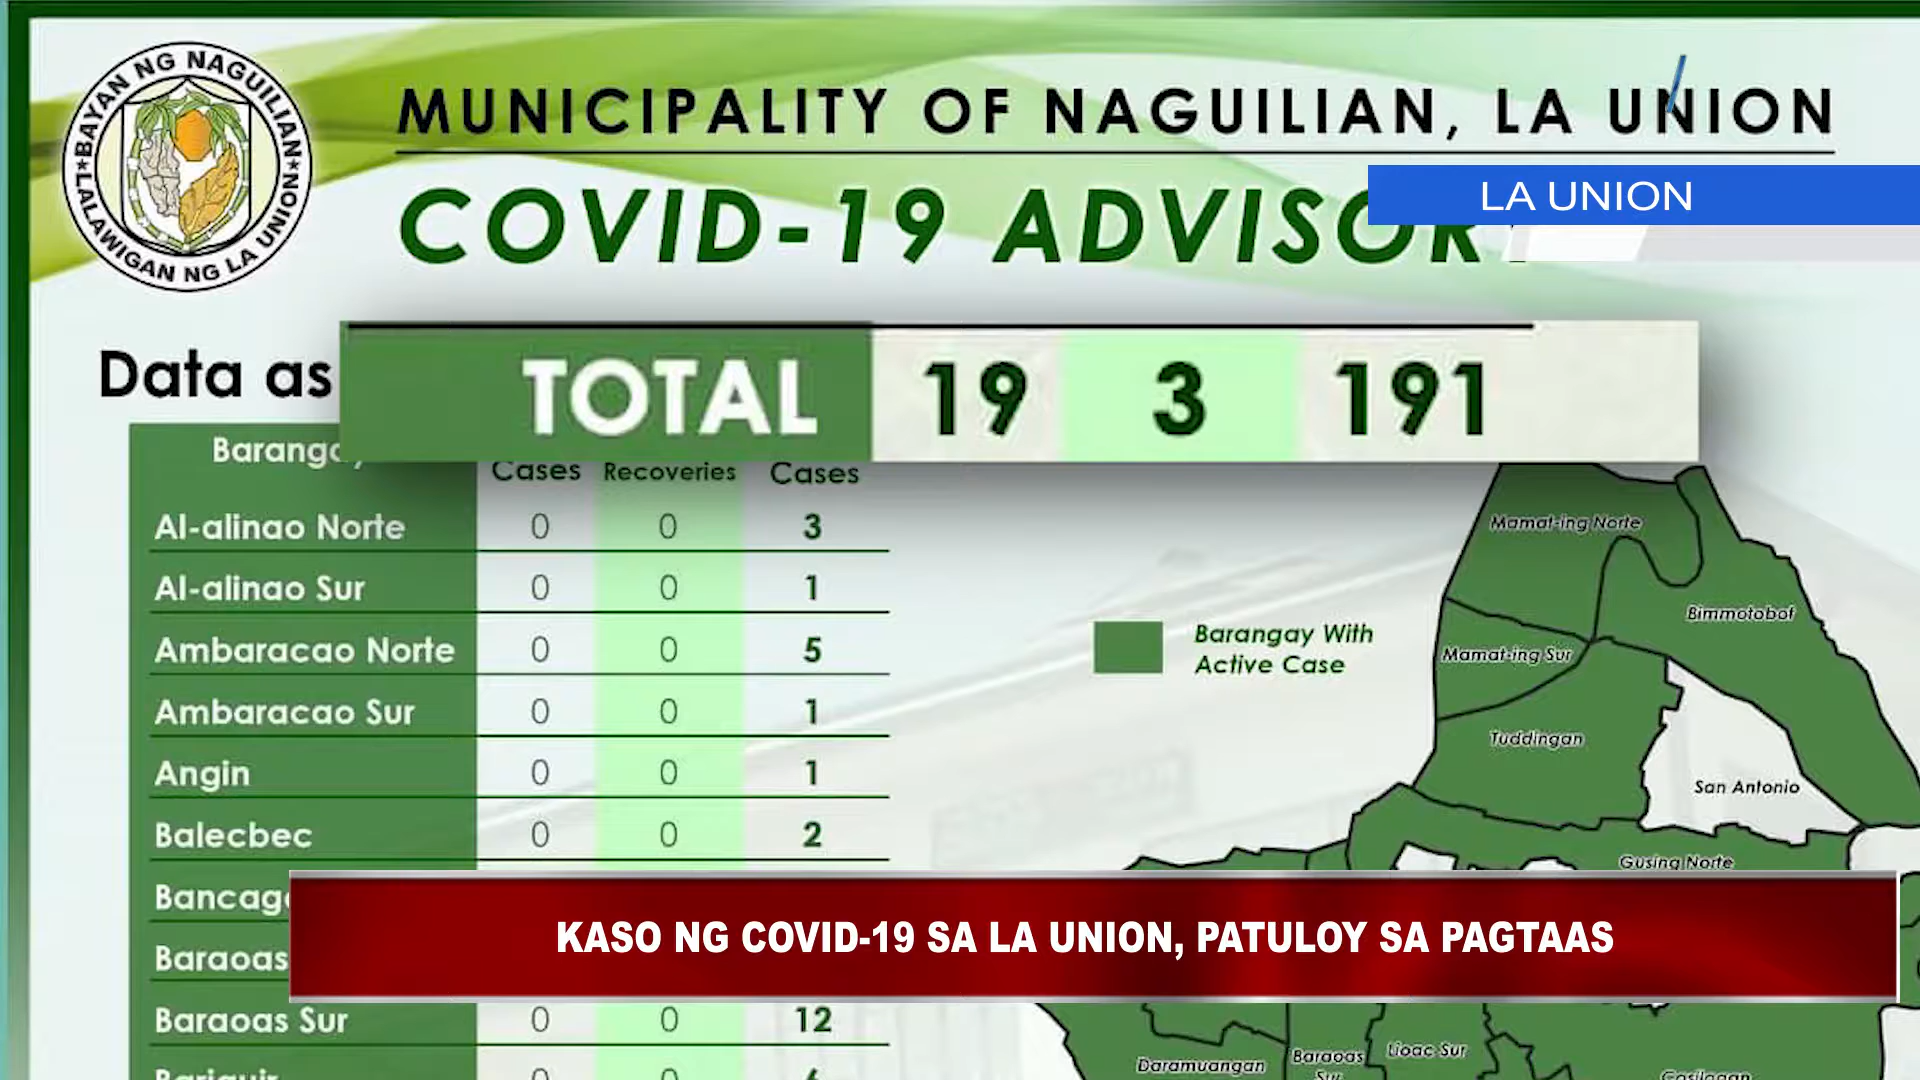 BAYAN NG NAGUILIAN
LALAWIGAN NG LA UNION
MUNICIPALITY OF NAGUILIAN, LA UNION
COVID-19
LA UNION
Data as
TOTAL 19 3 191
Cases Recoveries Cases
Al-alinao Norte 0 0 3
Al-alinao Sur 0 0 1
Ambaracao Norte 0 0 5
Ambaracao Sur 0 0 1
Angin 0 0 1
Balecbec 0 0 2
Baraoas
Baraoas Sur 0 0 12
Barangay With
Active Case
Mamat-ing Norte
Bimmotobot
Mamat-ing Sur
Tuddingan
San Antonio
Gusing Norte
KASO NG COVID-19 SA LA UNION, PATULOY SA PAGTAAS
Daramuangan
Baraoas
Sur
Lioac Sur